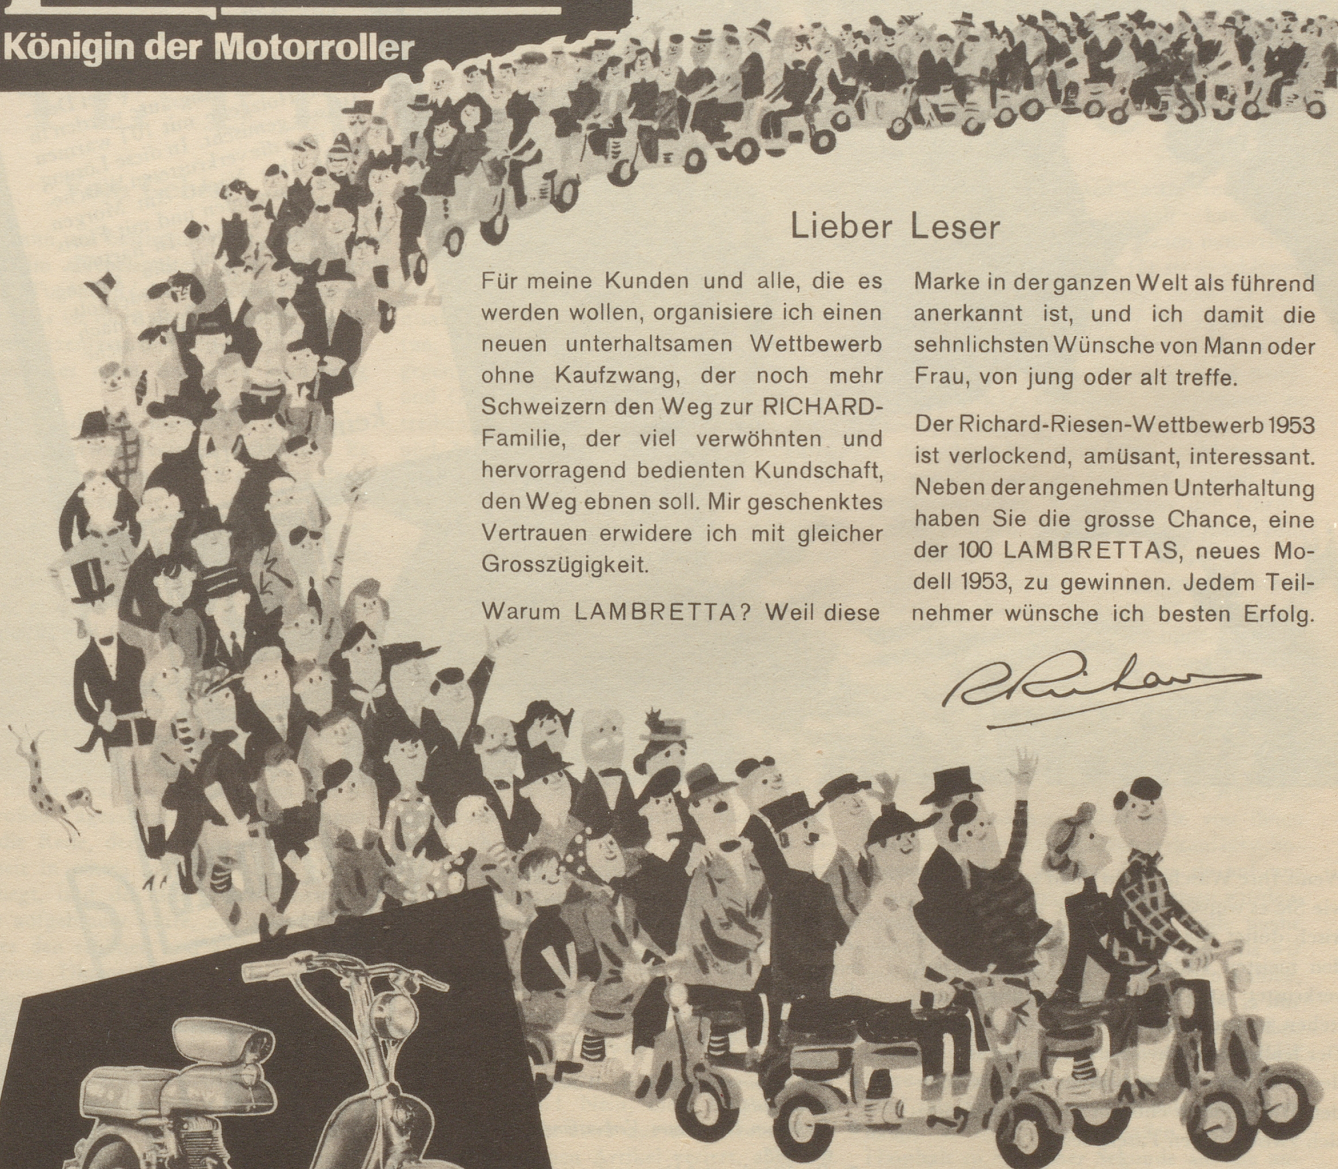 Königin der Motorroller
Lieber Leser
Für meine Kunden und alle, die es
werden wollen, organisiere ich einen
neuen unterhaltsamen Wettbewerb
ohne Kaufzwang, der noch mehr
Schweizern den Weg zur RICHARD-
Familie, der viel verwöhnten und
hervorragend bedienten Kundschaft,
den Weg ebnen soll. Mir geschenktes
Vertrauen erwidere ich mit gleicher
Grosszügigkeit.
Warum LAMBRETTA? Weil diese
Marke in der ganzen Welt als führend
anerkannt ist, und ich damit die
sehnlichsten Wünsche von Mann oder
Frau, von jung oder alt treffe.
Der Richard-Riesen-Wettbewerb 1953
ist verlockend, amüsant, interessant.
Neben der angenehmen Unterhaltung
haben Sie die grosse Chance, eine
der 100 LAMBRETTAS, neues Mo-
dell 1953, zu gewinnen. Jedem Teil-
nehmer wünsche ich besten Erfolg.
R Richard